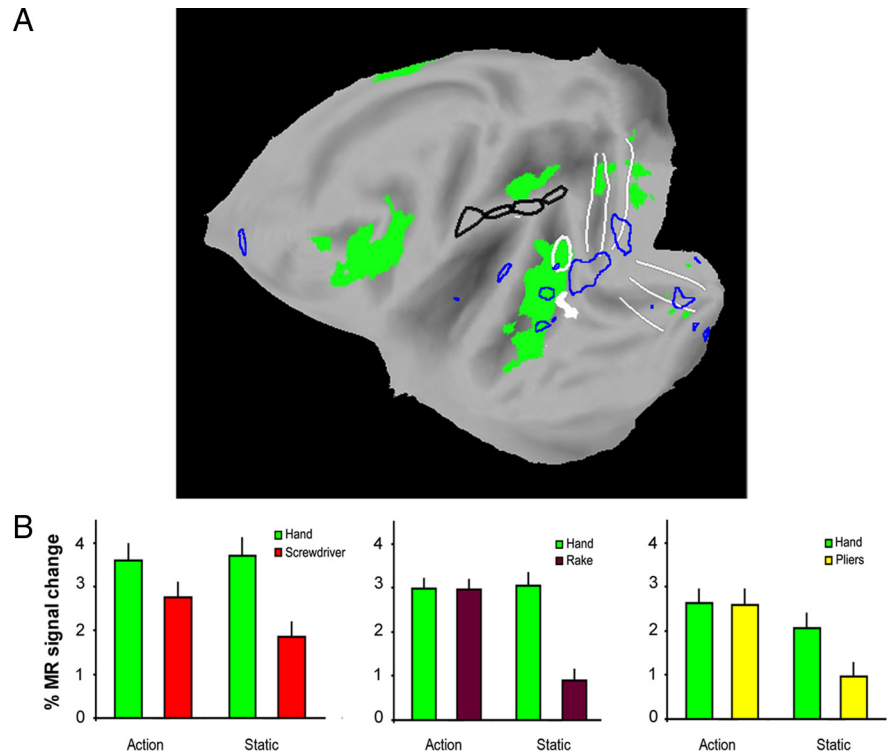 A
B
% MR signal change
4
3
2
1
0
Hand
Screwdriver
Action Static
4
3
2
1
0
Hand
Rake
Action Static
4
3
2
1
0
Hand
Pliers
Action Static